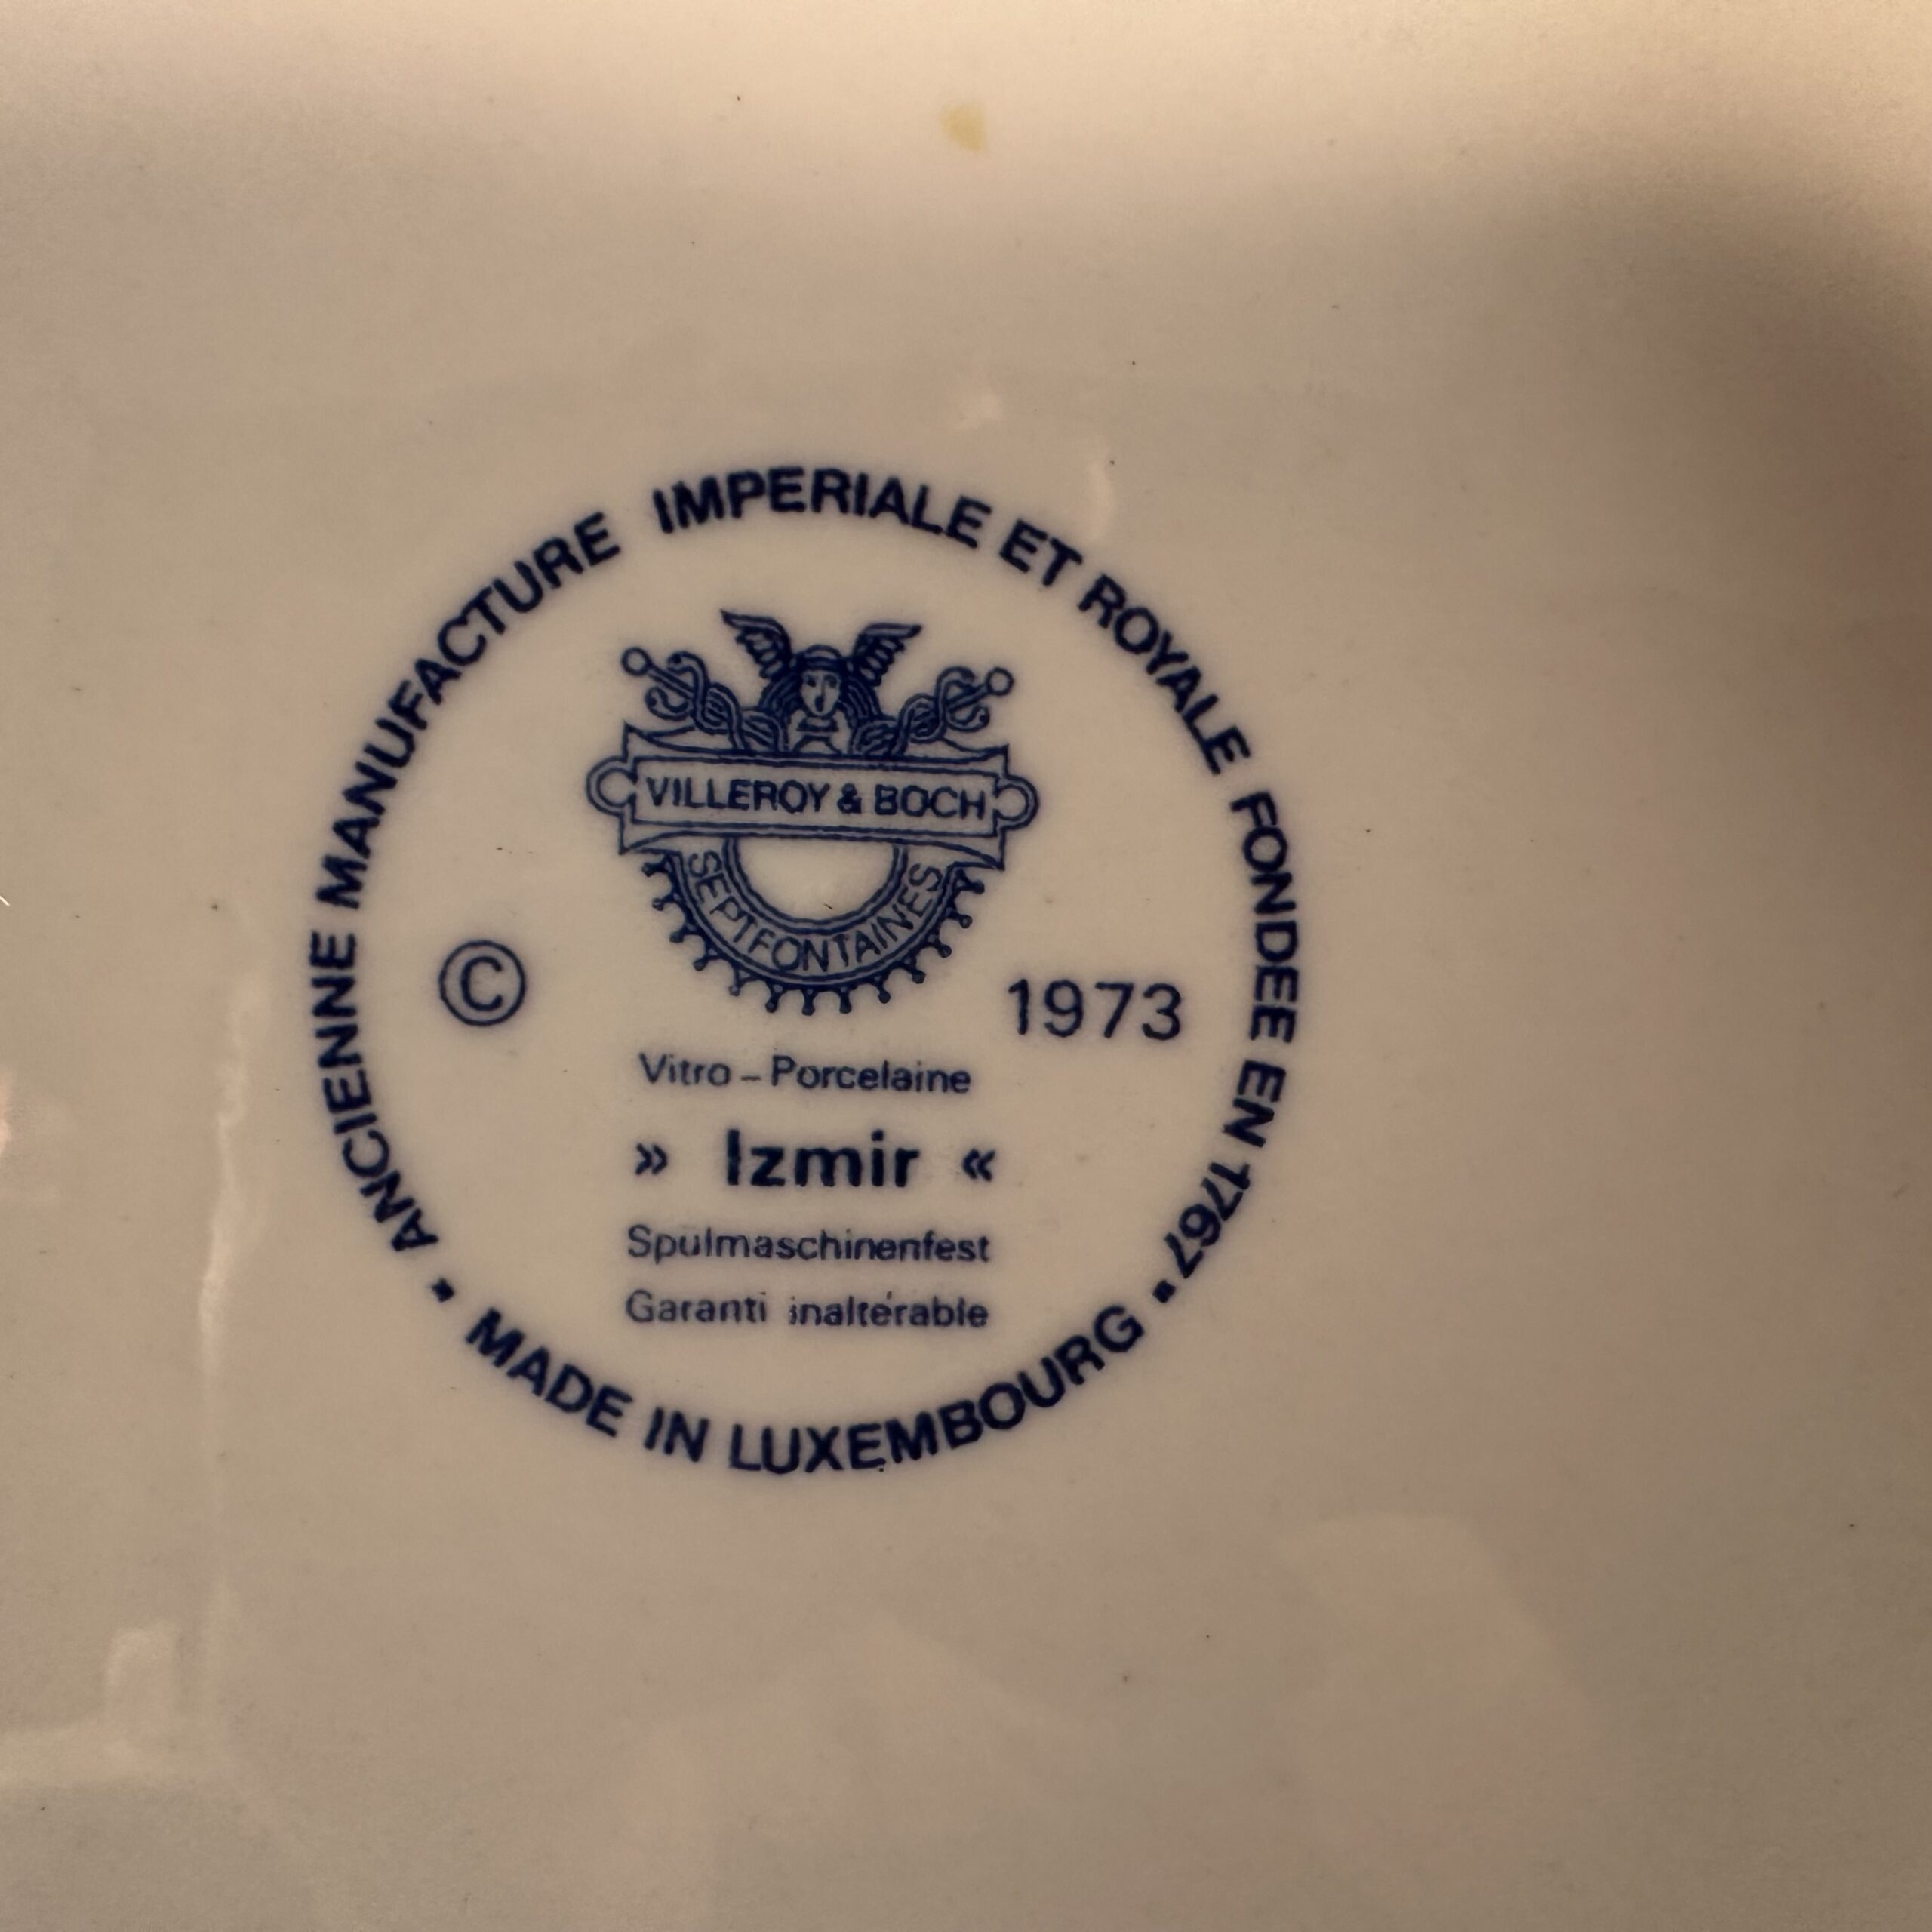 ANCIENNE MANUFACTURE IMPERIALE ET ROYALE FONDEE EN 1767
VILLEROY & BOCH
SEPTFONTAINES
© 1973
Vitro – Porcelaine
» Izmir «
Spülmaschinenfest
Garanti inaltérable
MADE IN LUXEMBOURG